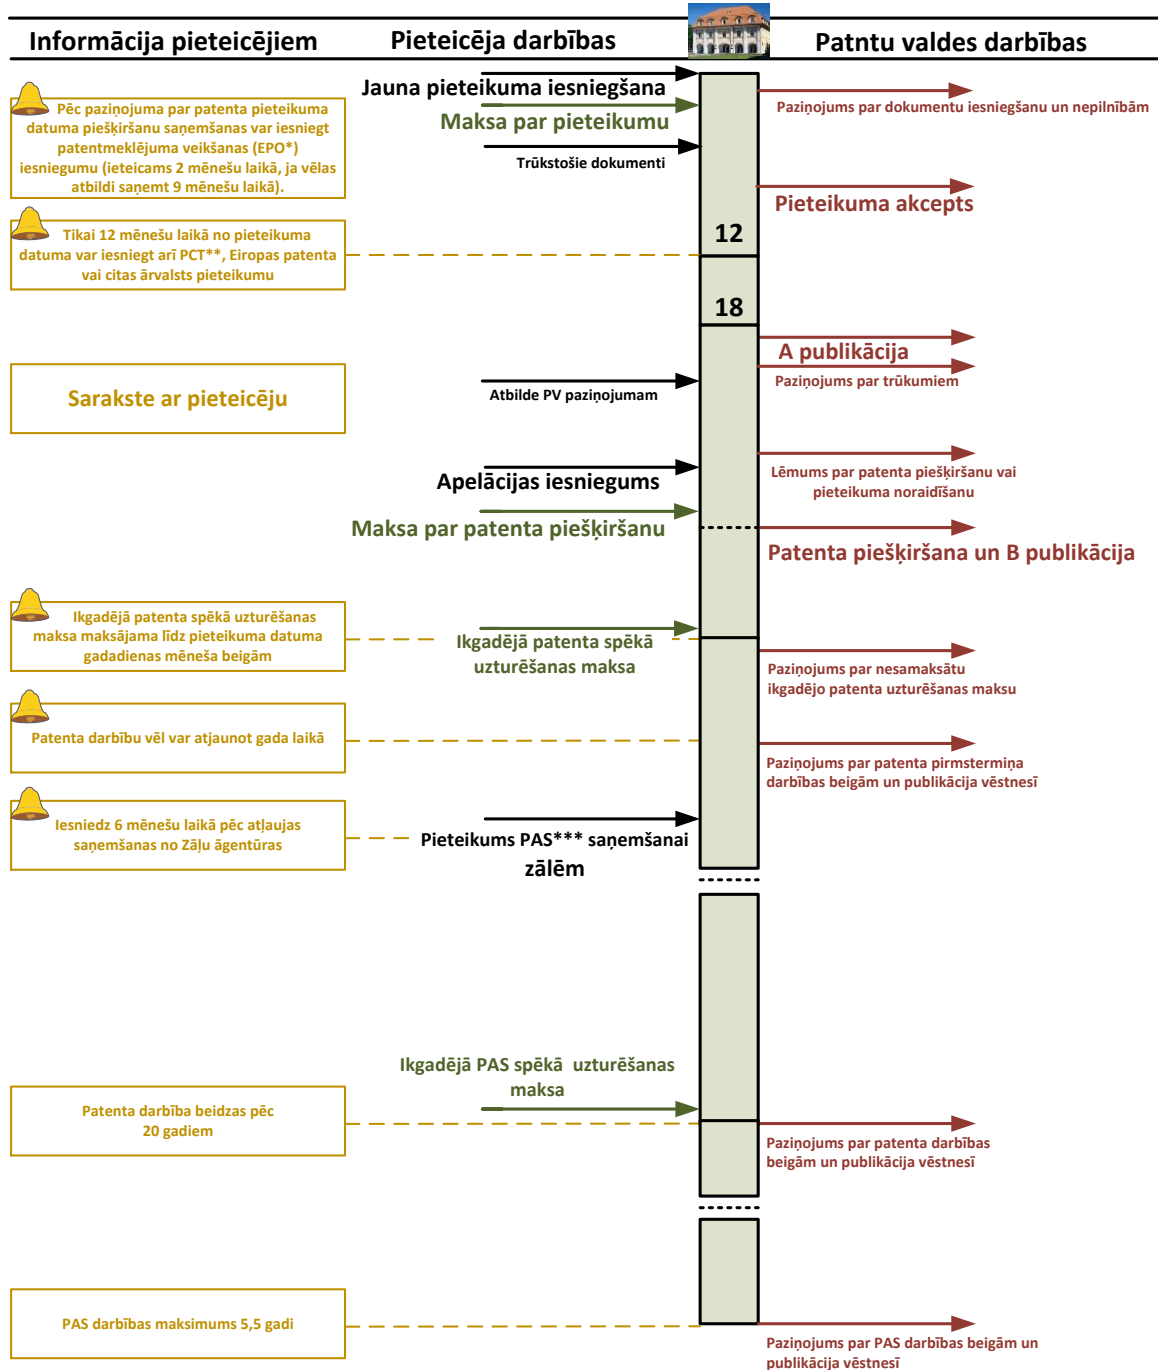 Informācija pieteicējiem
Pieteicēja darbības
Patntu valdes darbības
Jauna pieteikuma iesniegšana
Maksa par pieteikumu
Paziņojums par dokumentu iesniegšanu un nepilnībām
Pēc paziņojuma par patenta pieteikuma
datuma piešķiršanu saņemšanas var iesniegt
patentmeklējuma veikšanas (EPO*)
iesniegumu (ieteicams 2 mēnešu laikā, ja vēlas
atbildi saņemt 9 mēnešu laikā).
Trūkstošie dokumenti
Pieteikuma akcepts
12
Tikai 12 mēnešu laikā no pieteikuma
datuma var iesniegt arī PCT**, Eiropas patenta
vai citas ārvalsts pieteikumu
18
A publikācija
Paziņojums par trūkumiem
Sarakste ar pieteicēju
Atbilde PV paziņojumam
Apelācijas iesniegums
Lēmums par patenta piešķiršanu vai
pieteikuma noraidīšanu
Maksa par patenta piešķiršanu
Patenta piešķiršana un B publikācija
Ikgadējā patenta spēkā uzturēšanas
maksa maksājama līdz pieteikuma datuma
gadadienas mēneša beigām
Ikgadējā patenta spēkā
uzturēšanas maksa
Paziņojums par nesamaksātu
ikgadējo patenta uzturēšanas maksu
Patenta darbību vēl var atjaunot gada laikā
Paziņojums par patenta pirmstermiņa
darbības beigām un publikācija vēstnesī
Iesniedz 6 mēnešu laikā pēc atļaujas
saņemšanas no Zāļu āgentūras
Pieteikums PAS*** saņemšanai
zālēm
Ikgadējā PAS spēkā uzturēšanas
maksa
Patenta darbība beidzas pēc
20 gadiem
Paziņojums par patenta darbības
beigām un publikācija vēstnesī
PAS darbības maksimums 5,5 gadi
Paziņojums par PAS darbības beigām un
publikācija vēstnesī